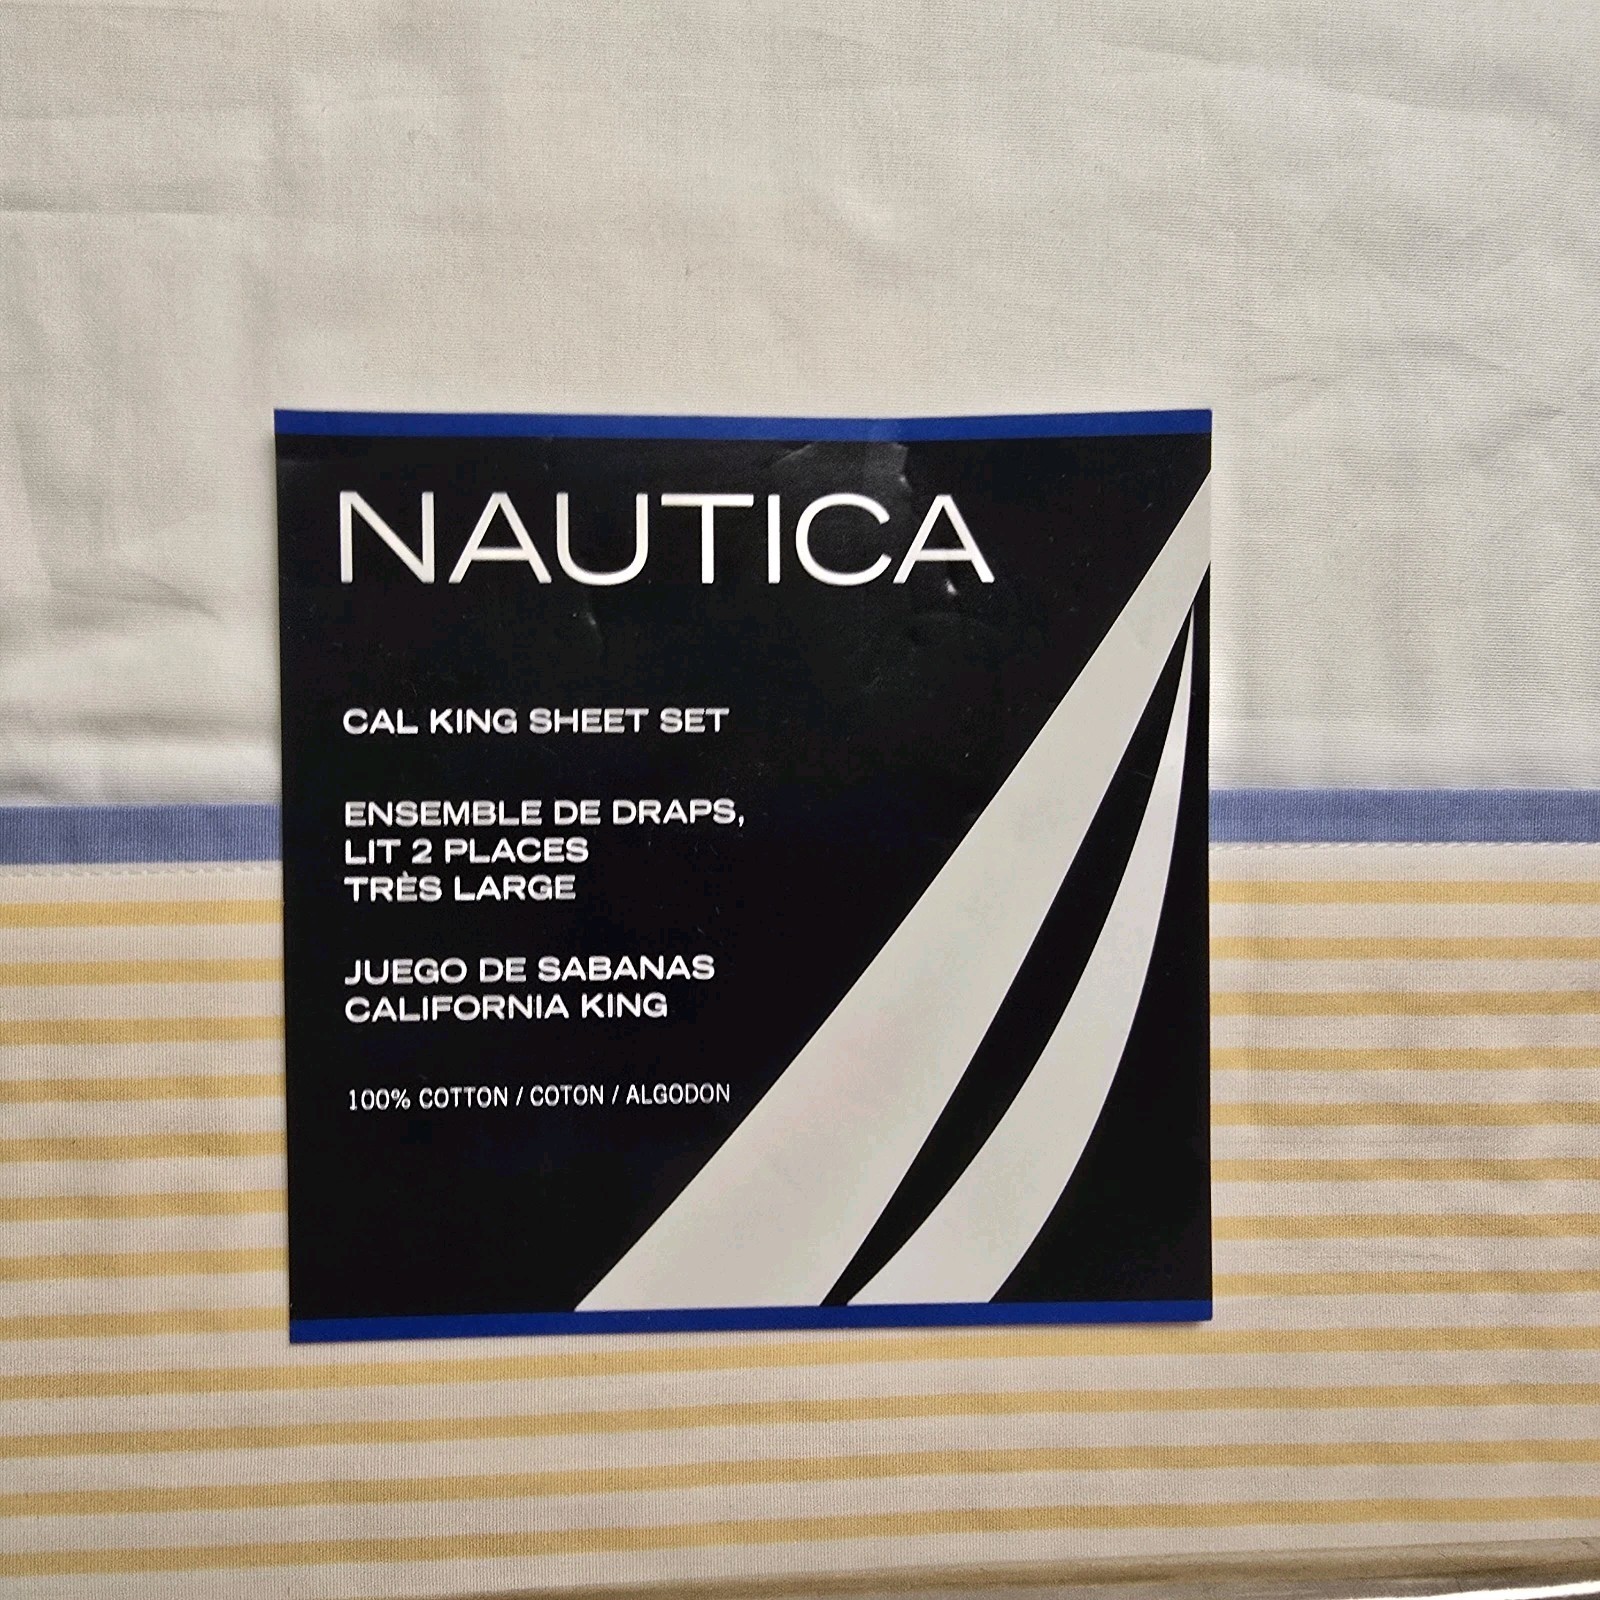 NAUTICA
CAL KING SHEET SET
ENSEMBLE DE DRAPS,
LIT 2 PLACES
TRÈS LARGE
JUEGO DE SABANAS
CALIFORNIA KING
100% COTTON / COTON / ALGODON